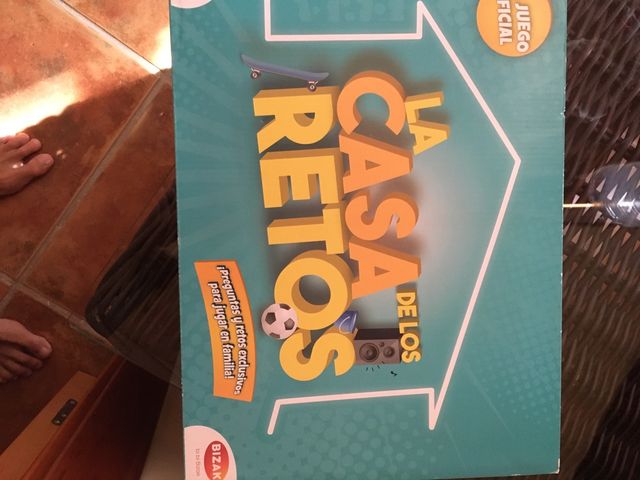 JUEGO
OFICIAL
LA
CASA
DE LOS
RETOS
¡Preguntas y retos exclusivos
para jugar en familia!
BIZAK